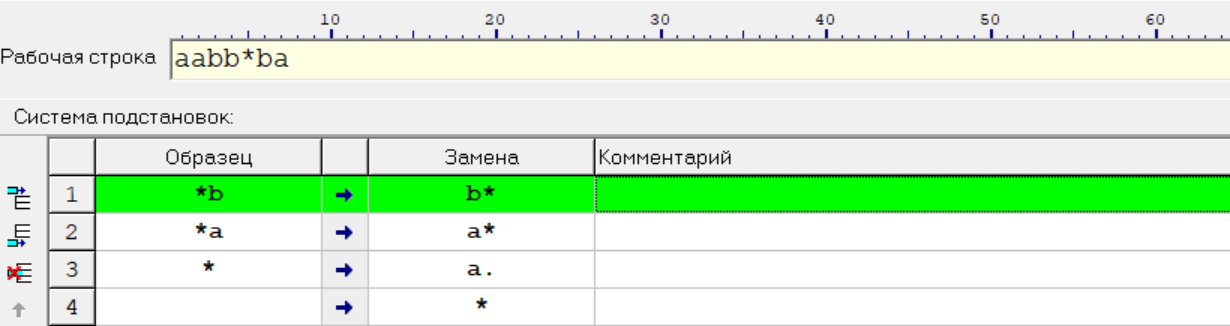 10 20 30 40 50 60
Рабочая строка aabb*ba
Система подстановок:
Образец Замена Комментарий
1 *b ➔ b*
2 *a ➔ a*
3 * ➔ a.
4 ➔ *